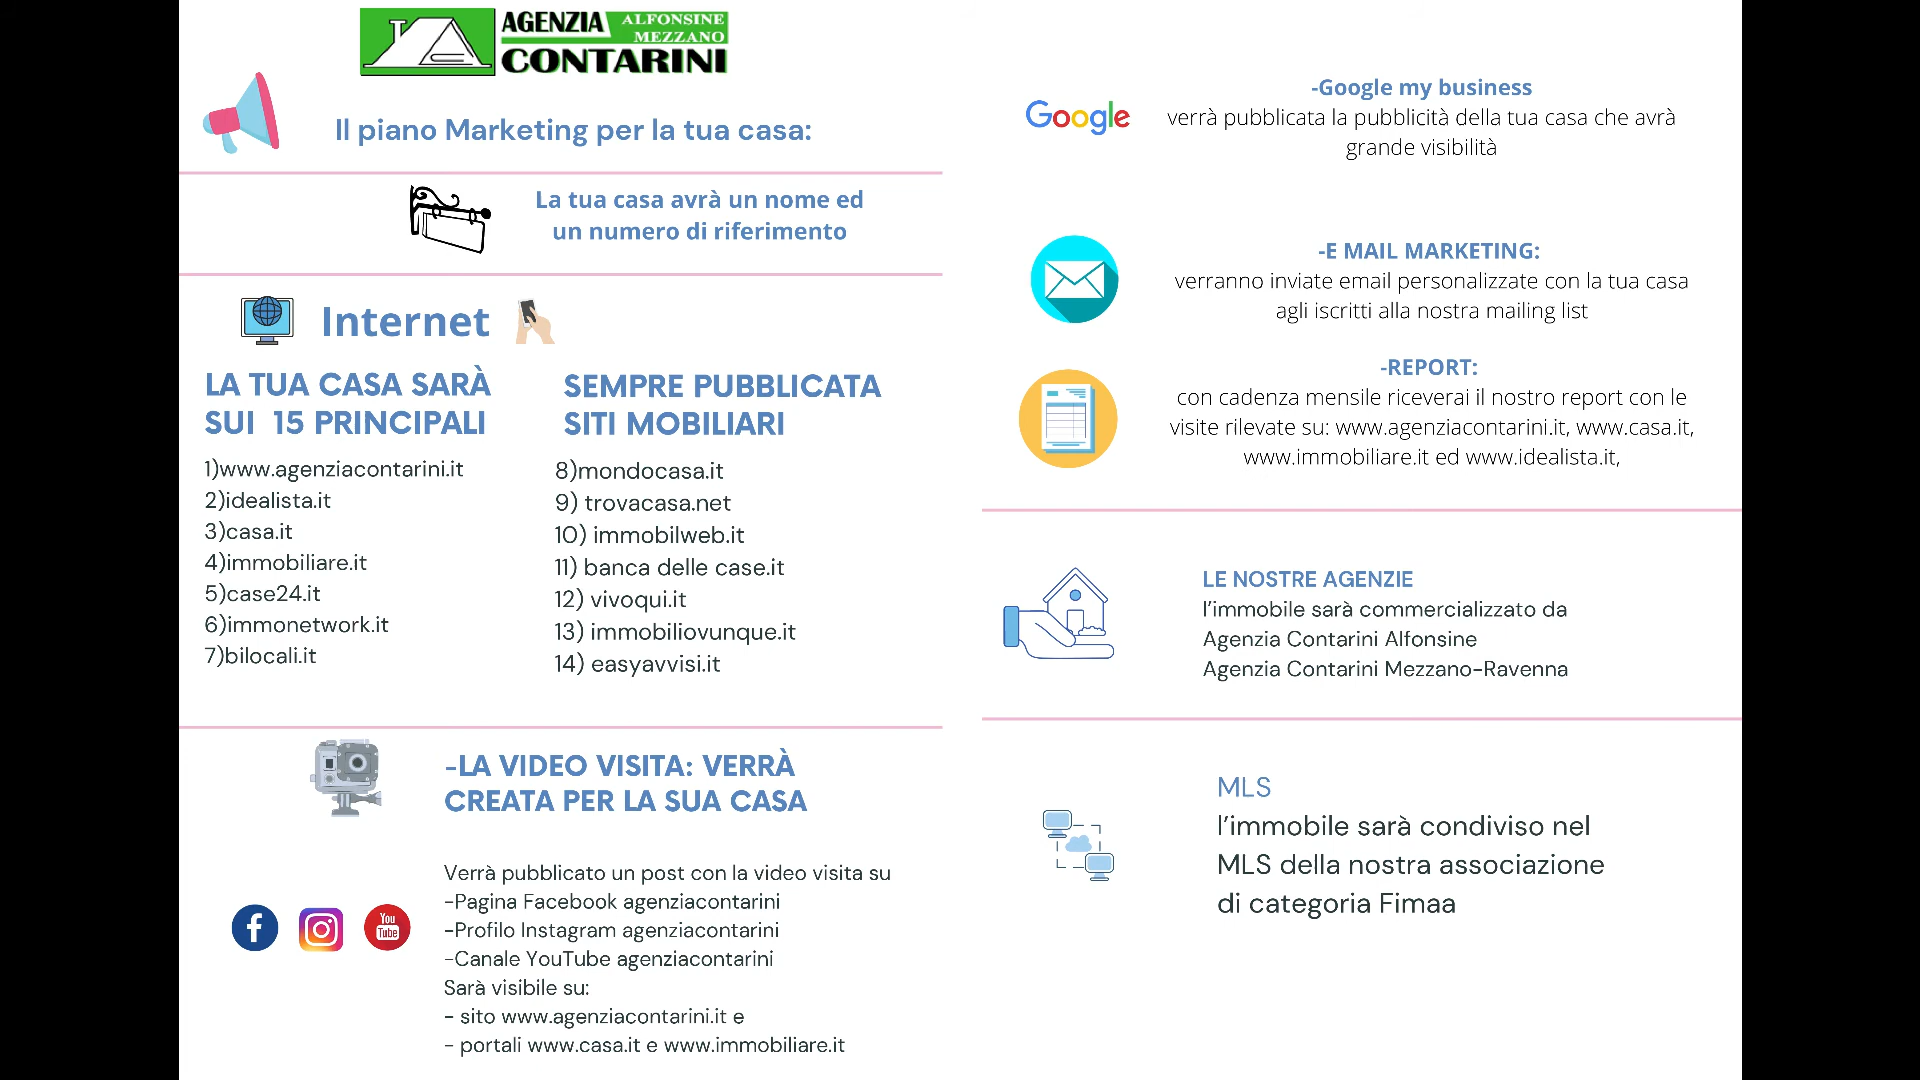 AGENZIA
ALFONSINE
MEZZANO
CONTARINI
Il piano Marketing per la tua casa:
La tua casa avrà un nome ed
un numero di riferimento
Internet
LA TUA CASA SARÀ
SUI 15 PRINCIPALI
1)www.agenziacontarini.it
2)idealista.it
3)casa.it
4)immobiliare.it
5)case24.it
6)immonetwork.it
7)bilocali.it
SEMPRE PUBBLICATA
SITI MOBILIARI
8)mondocasa.it
9) trovacasa.net
10) immobilweb.it
11) banca delle case.it
12) vivoqui.it
13) immobiliovunque.it
14) easyavvisi.it
-LA VIDEO VISITA: VERRÀ
CREATA PER LA SUA CASA
You
Tube
Verrà pubblicato un post con la video visita su
-Pagina Facebook agenziacontarini
-Profilo Instagram agenziacontarini
-Canale YouTube agenziacontarini
Sarà visibile su:
- sito www.agenziacontarini.it e
- portali www.casa.it e www.immobiliare.it
Google
-Google my business
verrà pubblicata la pubblicità della tua casa che avrà
grande visibilità
-E MAIL MARKETING:
verranno inviate email personalizzate con la tua casa
agli iscritti alla nostra mailing list
-REPORT:
con cadenza mensile riceverai il nostro report con le
visite rilevate su: www.agenziacontarini.it, www.casa.it,
www.immobiliare.it ed www.idealista.it,
LE NOSTRE AGENZIE
l'immobile sarà commercializzato da
Agenzia Contarini Alfonsine
Agenzia Contarini Mezzano-Ravenna
MLS
l'immobile sarà condiviso nel
MLS della nostra associazione
di categoria Fimaa